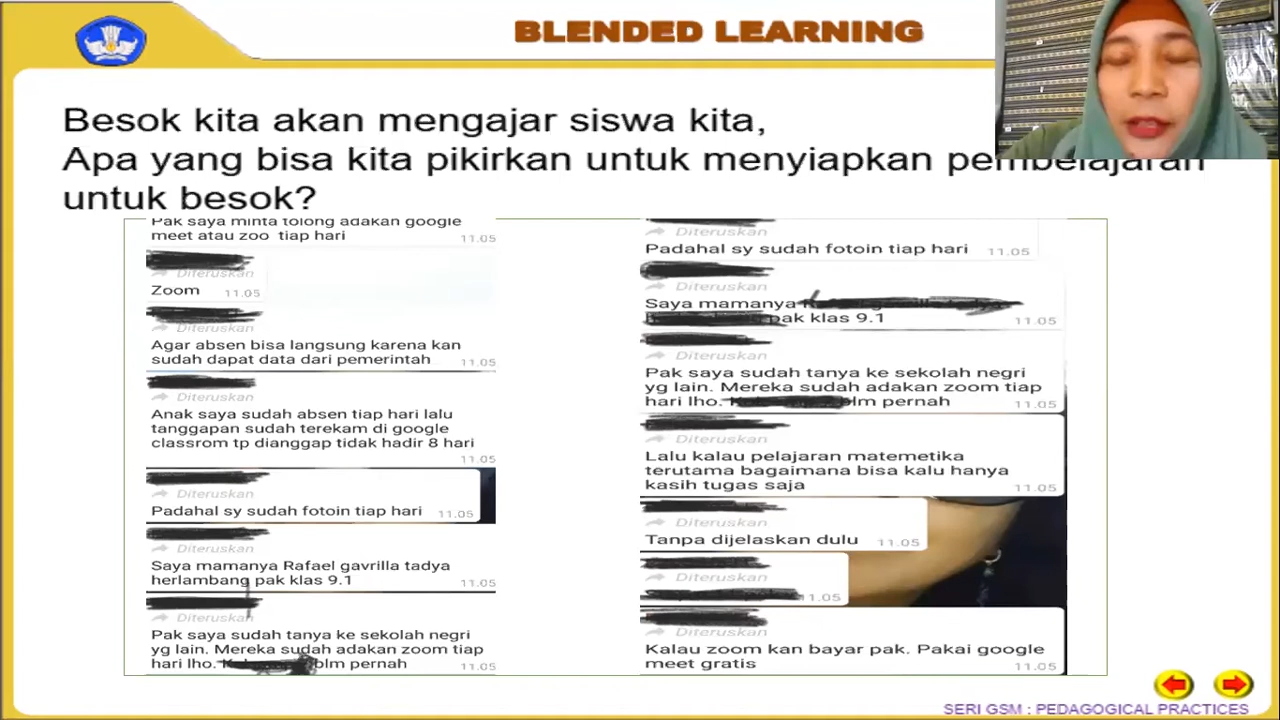 BLENDED LEARNING
Besok kita akan mengajar siswa kita,
Apa yang bisa kita pikirkan untuk menyiapkan pembelajaran
untuk besok?
Pak saya minta tolong adakan google
meet atau zoo tiap hari 11.05
Diteruskan
Zoom 11.05
Diteruskan
Agar absen bisa langsung karena kan
sudah dapat data dari pemerintah 11.05
Diteruskan
Anak saya sudah absen tiap hari lalu
tanggapan sudah terekam di google
classrom tp dianggap tidak hadir 8 hari
11.05
Diteruskan
Padahal sy sudah fotoin tiap hari 11.05
Diteruskan
Saya mamanya Rafael gavrilla tadya
herlambang pak klas 9.1 11.05
Diteruskan
Pak saya sudah tanya ke sekolah negri
yg lain. Mereka sudah adakan zoom tiap
hari lho. blm pernah 11.05
Diteruskan
Padahal sy sudah fotoin tiap hari 11.05
Diteruskan
Saya mamanya
pak klas 9.1 11.05
Diteruskan
Pak saya sudah tanya ke sekolah negri
yg lain. Mereka sudah adakan zoom tiap
hari lho. blm pernah 11.05
Diteruskan
Lalu kalau pelajaran matemetika
terutama bagaimana bisa kalu hanya
kasih tugas saja 11.05
Diteruskan
Tanpa dijelaskan dulu 11.05
Diteruskan
11.05
Diteruskan
Kalau zoom kan bayar pak. Pakai google
meet gratis 11.05
SERI GSM : PEDAGOGICAL PRACTICES